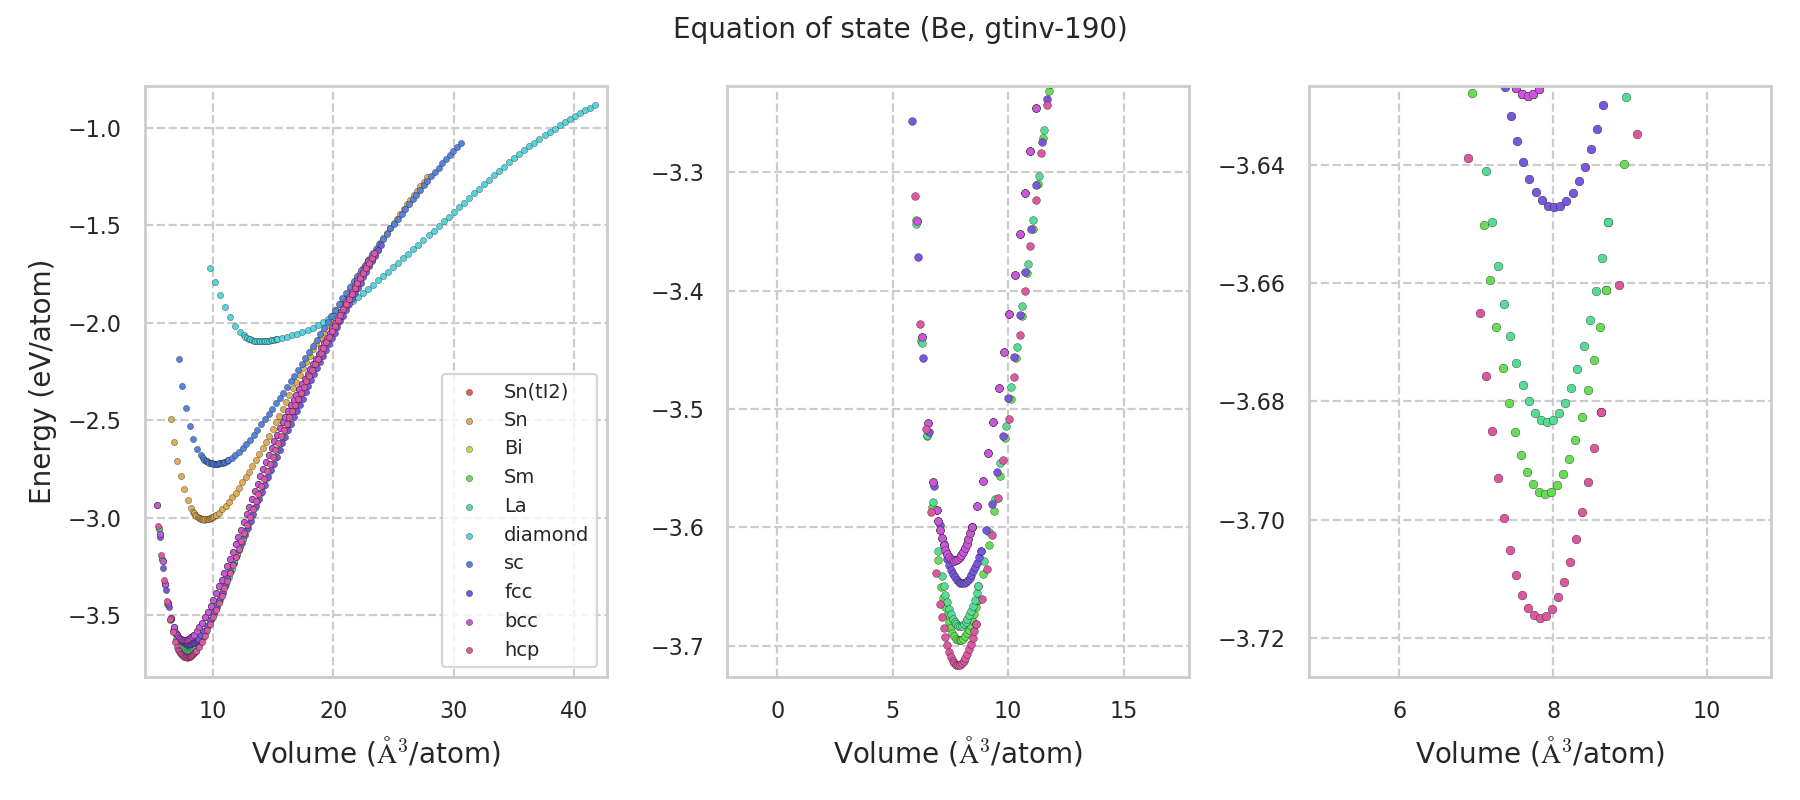 Equation of state (Be, gtinv-190)
Energy (eV/atom)
−1.0
−1.5
−2.0
−2.5
−3.0
−3.5
10
20
30
40
Volume (Å³/atom)
Sn(tI2)
Sn
Bi
Sm
La
diamond
sc
fcc
bcc
hcp
−3.3
−3.4
−3.5
−3.6
−3.7
0
5
10
15
Volume (Å³/atom)
−3.64
−3.66
−3.68
−3.70
−3.72
6
8
10
Volume (Å³/atom)